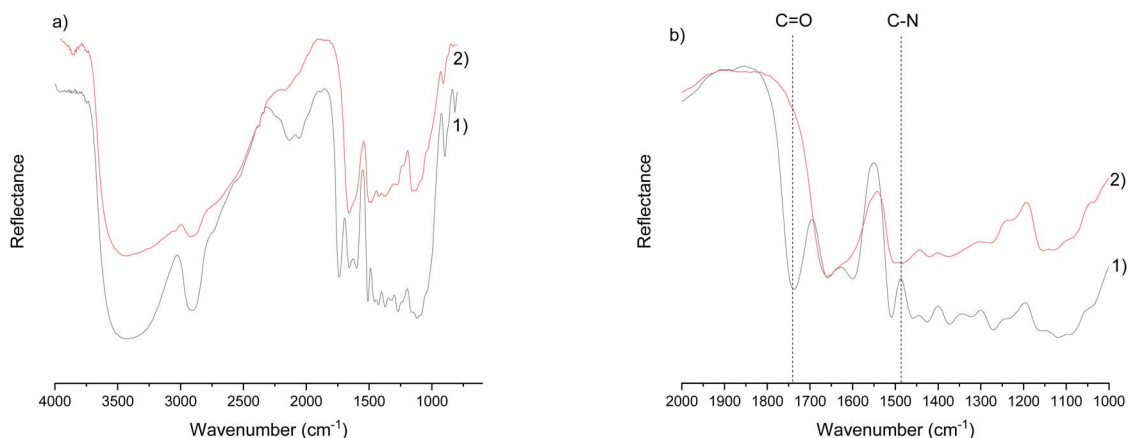 a)
2)
1)
Reflectance
4000 3500 3000 2500 2000 1500 1000
Wavenumber (cm⁻¹)
C=O C-N
b)
2)
1)
Reflectance
2000 1900 1800 1700 1600 1500 1400 1300 1200 1100 1000
Wavenumber (cm⁻¹)